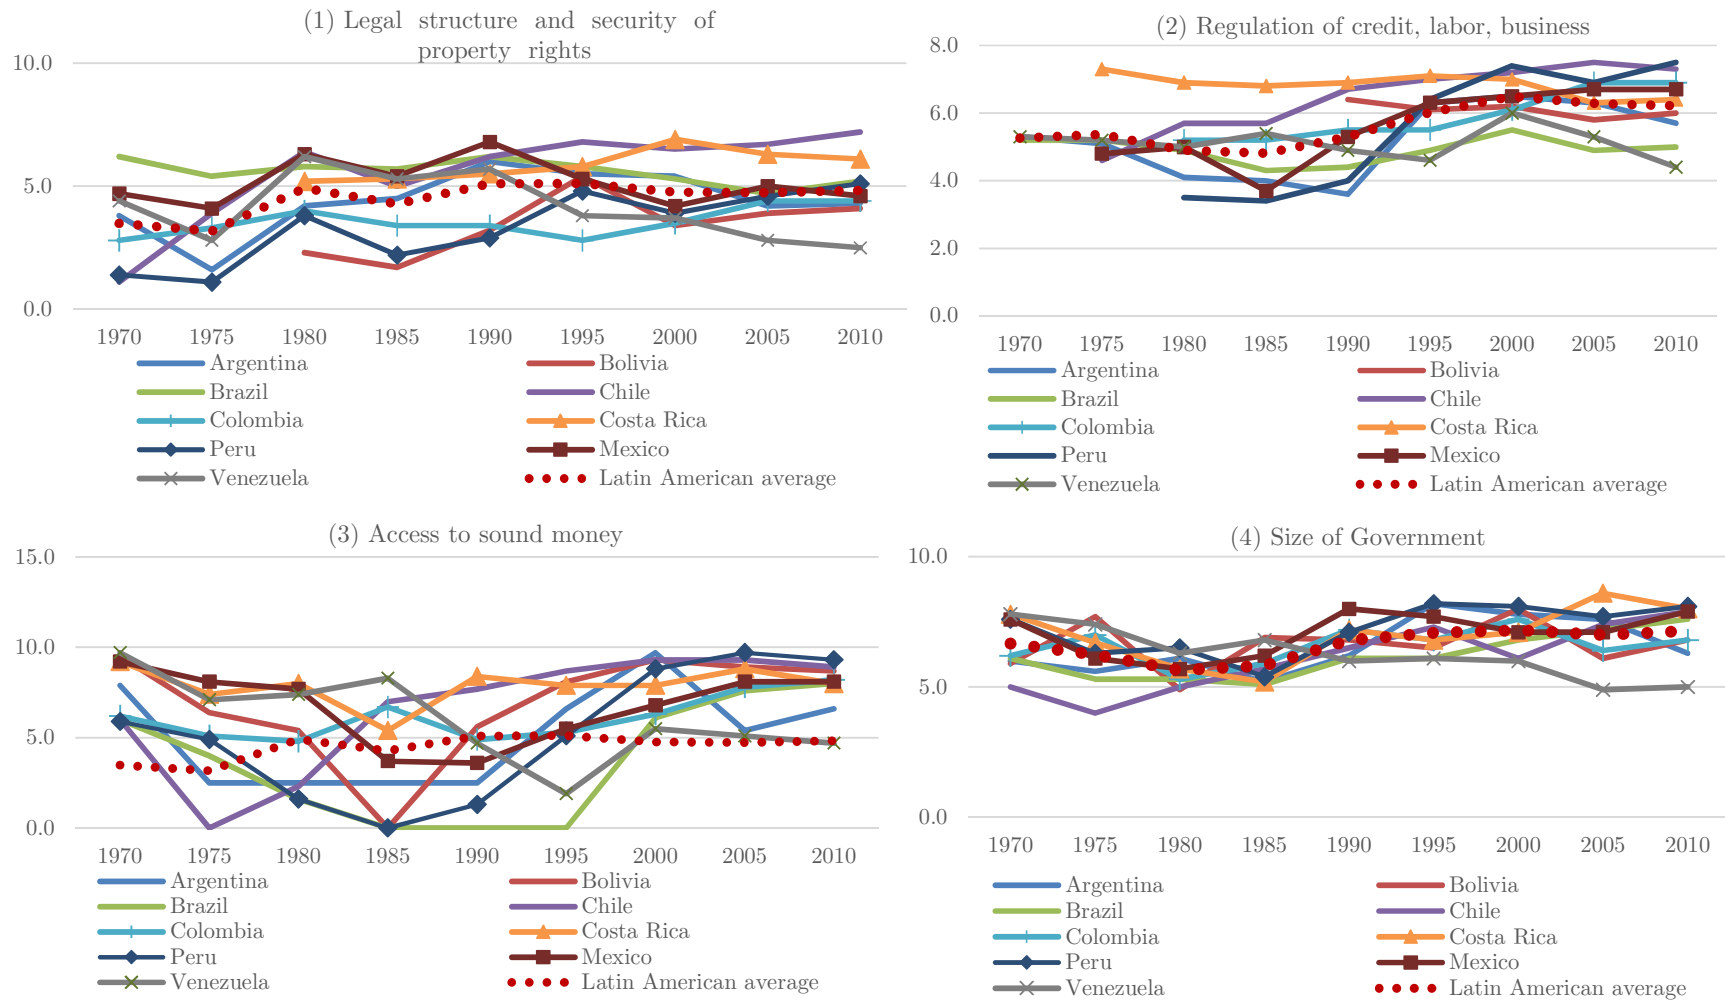 (1) Legal structure and security of
property rights
10.0
5.0
0.0
1970 1975 1980 1985 1990 1995 2000 2005 2010
Argentina Bolivia
Brazil Chile
Colombia Costa Rica
Peru Mexico
Venezuela Latin American average
(2) Regulation of credit, labor, business
8.0
6.0
4.0
2.0
0.0
1970 1975 1980 1985 1990 1995 2000 2005 2010
Argentina Bolivia
Brazil Chile
Colombia Costa Rica
Peru Mexico
Venezuela Latin American average
(3) Access to sound money
15.0
10.0
5.0
0.0
1970 1975 1980 1985 1990 1995 2000 2005 2010
Argentina Bolivia
Brazil Chile
Colombia Costa Rica
Peru Mexico
Venezuela Latin American average
(4) Size of Government
10.0
5.0
0.0
1970 1975 1980 1985 1990 1995 2000 2005 2010
Argentina Bolivia
Brazil Chile
Colombia Costa Rica
Peru Mexico
Venezuela Latin American average